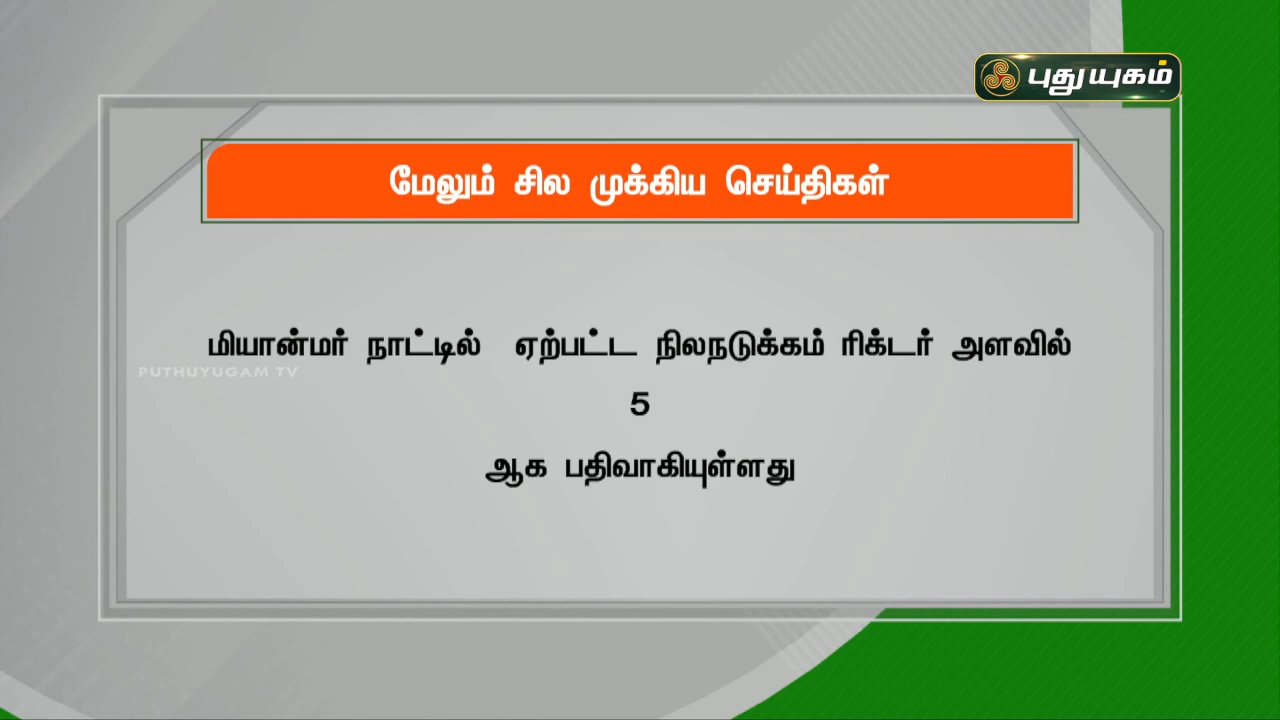 புதுயுகம்
மேலும் சில முக்கிய செய்திகள்
மியான்மர் நாட்டில் ஏற்பட்ட நிலநடுக்கம் ரிக்டர் அளவில்
PUTHUYUGAM TV
5
ஆக பதிவாகியுள்ளது